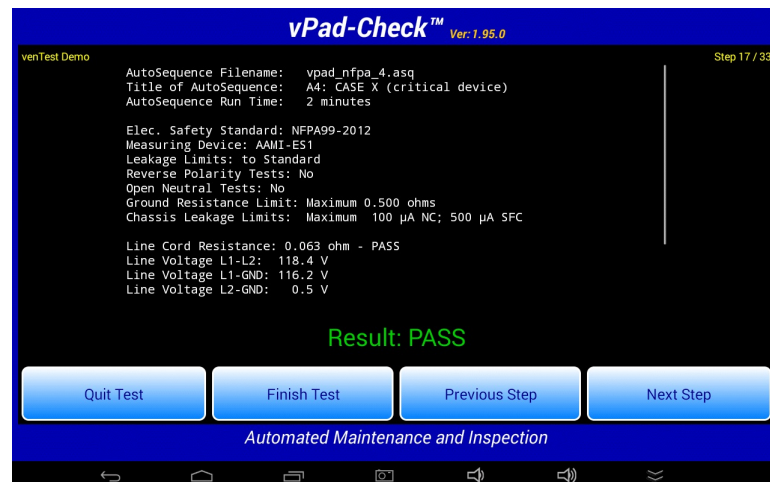 vPad-Check™ Ver: 1.95.0
venTest Demo
Step 17 / 33
AutoSequence Filename: vpad_nfpa_4.asq
Title of AutoSequence: A4: CASE X (critical device)
AutoSequence Run Time: 2 minutes
Elec. Safety Standard: NFPA99-2012
Measuring Device: AAMI-ES1
Leakage Limits: to Standard
Reverse Polarity Tests: No
Open Neutral Tests: No
Ground Resistance Limit: Maximum 0.500 ohms
Chassis Leakage Limits: Maximum 100 µA NC; 500 µA SFC
Line Cord Resistance: 0.063 ohm - PASS
Line Voltage L1-L2: 118.4 V
Line Voltage L1-GND: 116.2 V
Line Voltage L2-GND: 0.5 V
Result: PASS
Quit Test
Finish Test
Previous Step
Next Step
Automated Maintenance and Inspection